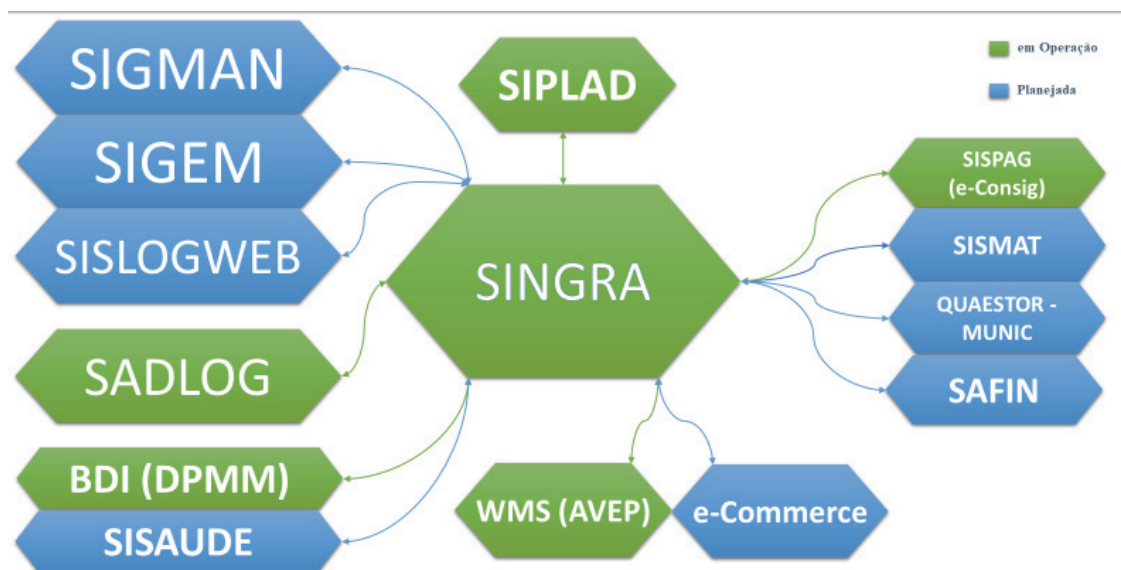 SIGMAN
SIGEM
SISLOGWEB
SADLOG
BDI (DPMM)
SISAUDE
SIPLAD
SINGRA
WMS (AVEP)
e-Commerce
em Operação
Planejada
SISPAG
(e-Consig)
SISMAT
QUAESTOR -
MUNIC
SAFIN